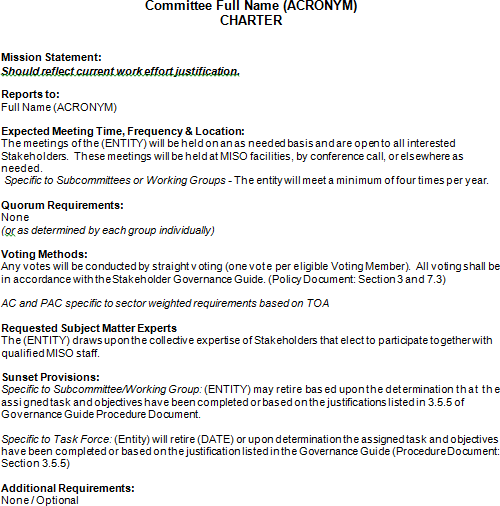 Committee Full Name (ACRONYM)
CHARTER
Mission Statement:
Should reflect current work effort justification.
Reports to:
Full Name (ACRONYM)
Expected Meeting Time, Frequency & Location:
The meetings of the (ENTITY) will be held on an as needed basis and are open to all interested
Stakeholders. These meetings will be held at MISO facilities, by conference call, or elsewhere as
needed.
Specific to Subcommittees or Working Groups - The entity will meet a minimum of four times per year.
Quorum Requirements:
None
(or as determined by each group individually)
Voting Methods:
Any votes will be conducted by straight voting (one vote per eligible Voting Member). All voting shall be
in accordance with the Stakeholder Governance Guide. (Policy Document: Section 3 and 7.3)
AC and PAC specific to sector weighted requirements based on TOA
Requested Subject Matter Experts
The (ENTITY) draws upon the collective expertise of Stakeholders that elect to participate together with
qualified MISO staff.
Sunset Provisions:
Specific to Subcommittee/Working Group: (ENTITY) may retire based upon the determination that the
assigned task and objectives have been completed or based on the justifications listed in 3.5.5 of
Governance Guide Procedure Document.
Specific to Task Force: (Entity) will retire (DATE) or upon determination the assigned task and objectives
have been completed or based on the justification listed in the Governance Guide (Procedure Document:
Section 3.5.5)
Additional Requirements:
None / Optional